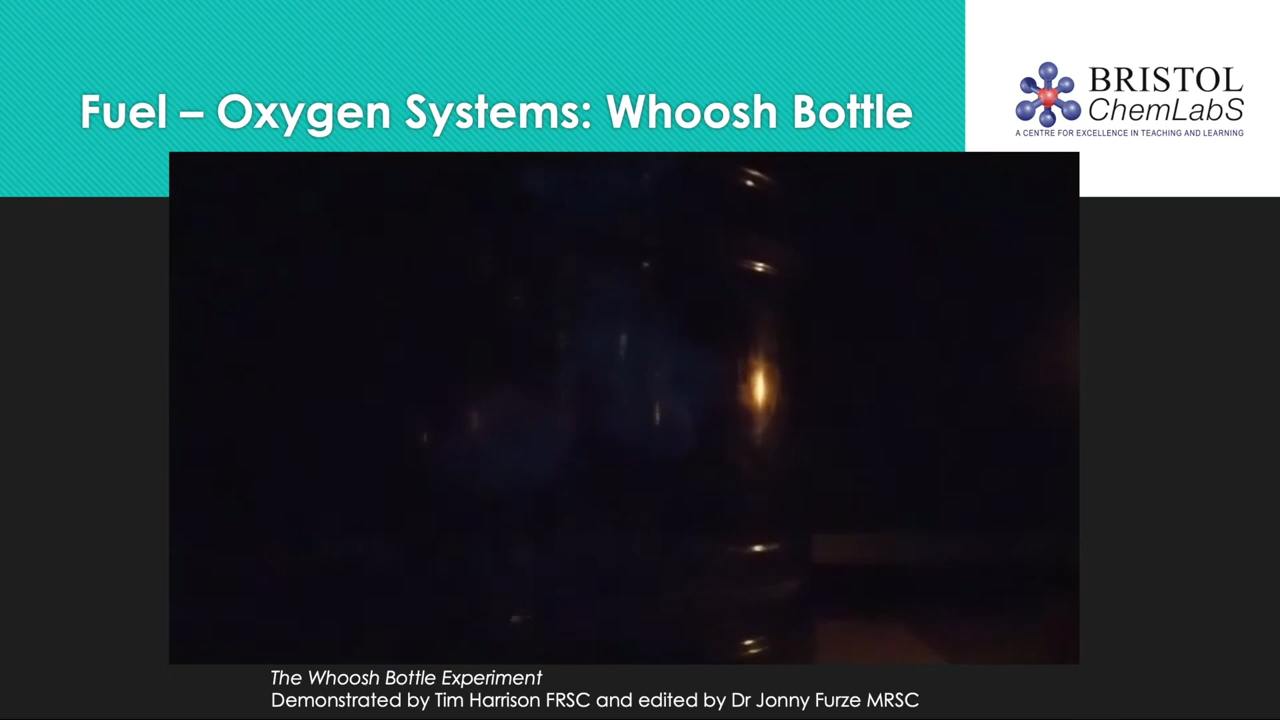 Fuel – Oxygen Systems: Whoosh Bottle
BRISTOL
ChemLabS
A CENTRE FOR EXCELLENCE IN TEACHING AND LEARNING
The Whoosh Bottle Experiment
Demonstrated by Tim Harrison FRSC and edited by Dr Jonny Furze MRSC